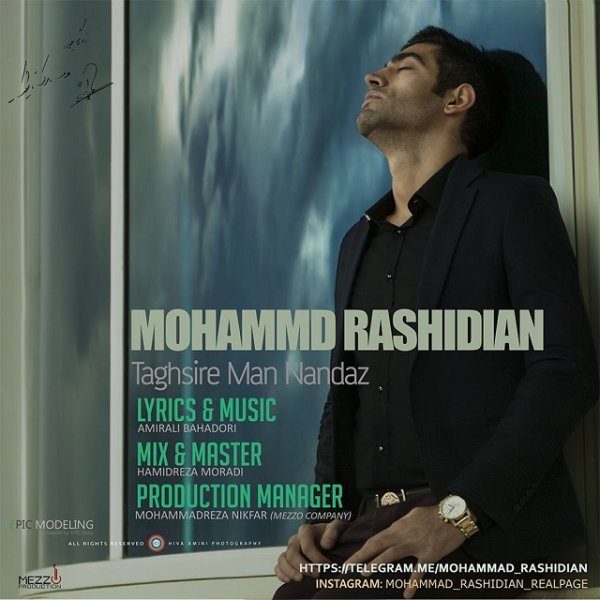 MOHAMMD RASHIDIAN
Taghsire Man Nandaz
LYRICS & MUSIC
AMIRALI BAHADORI
MIX & MASTER
HAMIDREZA MORADI
PRODUCTION MANAGER
MOHAMMADREZA NIKFAR (MEZZO COMPANY)
EPIC MODELING
ALL RIGHTS RESERVED HIVA AMINI PHOTOGRAPHY
HTTPS://TELEGRAM.ME/MOHAMMAD_RASHIDIAN
MEZZO
PRODUCTION
INSTAGRAM: MOHAMMAD_RASHIDIAN_REALPAGE